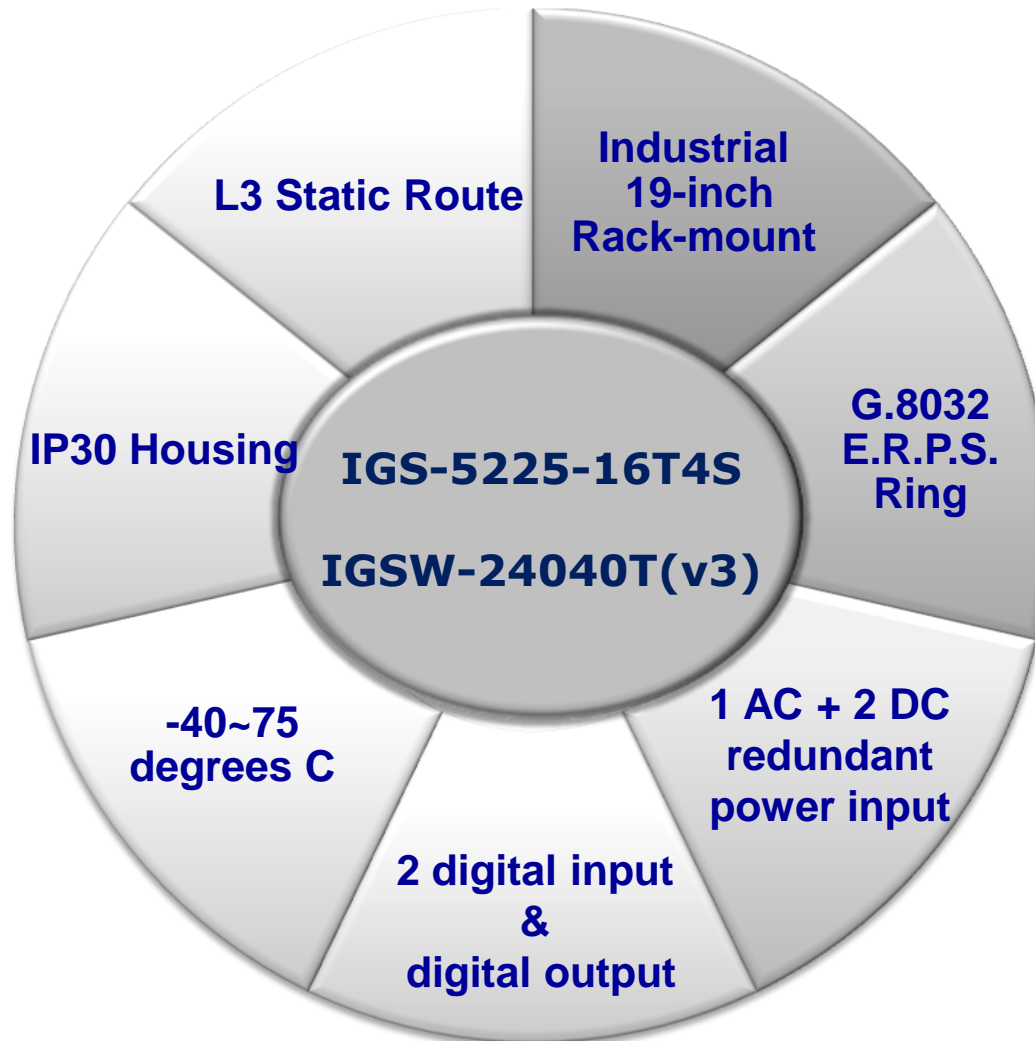 Industrial
19-inch
Rack-mount
G.8032
E.R.P.S.
Ring
1 AC + 2 DC
redundant
power input
2 digital input
&
digital output
-40~75
degrees C
IP30 Housing
L3 Static Route
IGS-5225-16T4S
IGSW-24040T(v3)